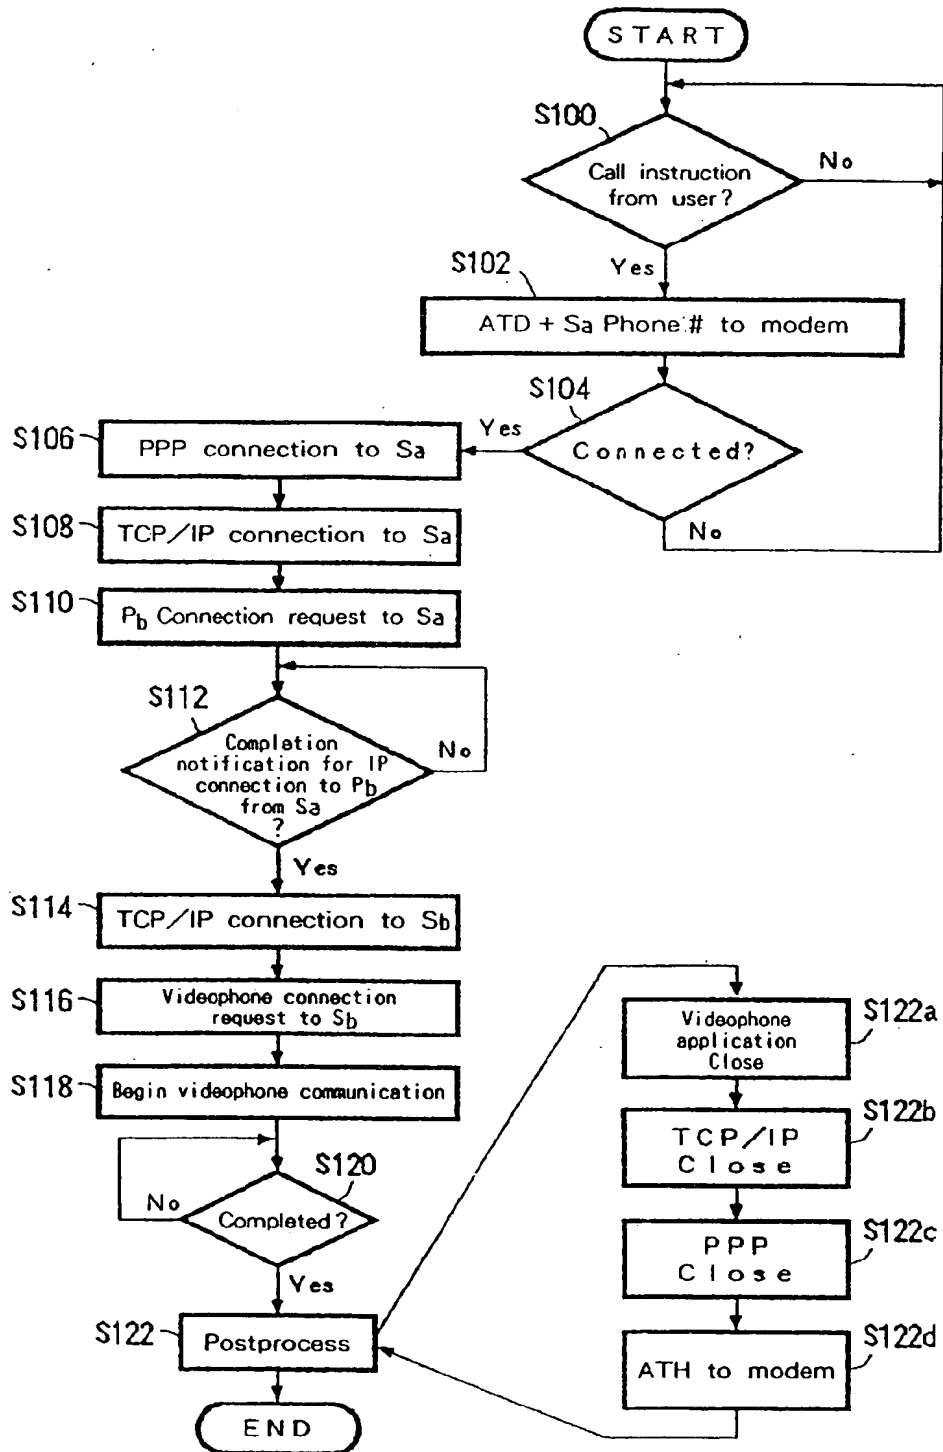 START
S100
Call instruction
from user?
No
Yes
S102
ATD + Sa Phone # to modem
S104
Connected?
Yes
No
S106
PPP connection to Sa
S108
TCP/IP connection to Sa
S110
Pb Connection request to Sa
S112
Completion
notification for IP
connection to Pb
from Sa
?
No
Yes
S114
TCP/IP connection to Sb
S116
Videophone connection
request to Sb
S118
Begin videophone communication
S120
Completed?
No
Yes
S122
Postprocess
END
S122a
Videophone
application
Close
S122b
TCP/IP
Close
S122c
PPP
Close
S122d
ATH to modem